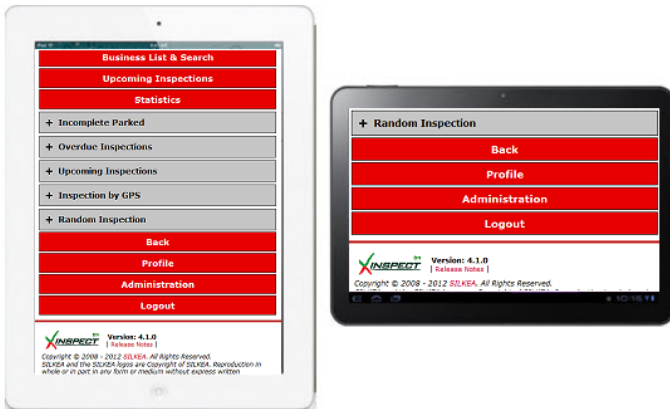 Business List & Search
Upcoming Inspections
Statistics
+ Incomplete Parked
+ Overdue Inspections
+ Upcoming Inspections
+ Inspection by GPS
+ Random Inspection
Back
Profile
Administration
Logout
XINSPECT
Version: 4.1.0
| Release Notes |
Copyright © 2008 - 2012 SILKEA. All Rights Reserved.
SILKEA and the SILKEA logos are Copyright of SILKEA. Reproduction in
whole or in part in any form or medium without express written
+ Random Inspection
Back
Profile
Administration
Logout
XINSPECT
Version: 4.1.0
| Release Notes |
Copyright © 2008 - 2012 SILKEA. All Rights Reserved.
10:16